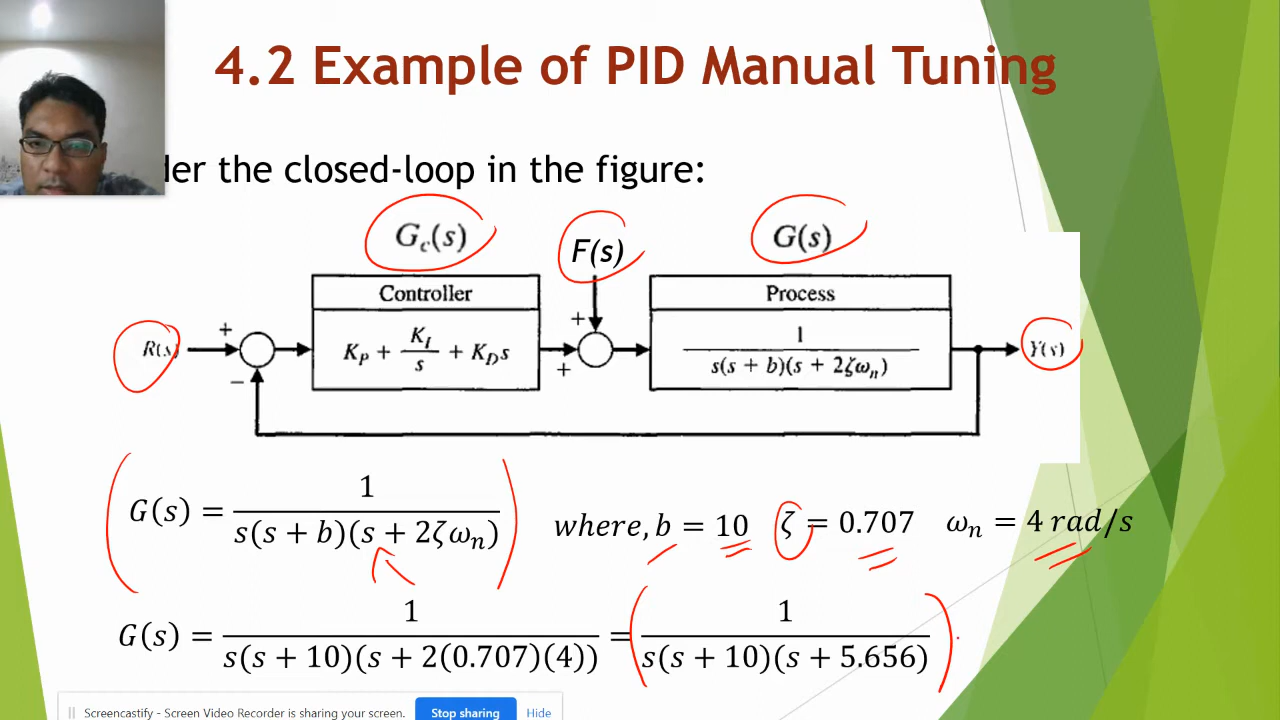 4.2 Example of PID Manual Tuning
der the closed-loop in the figure:
G_c(s)
F(s)
G(s)
Controller
Process
R(s)
+
−
K_P + K_I/s + K_D s
+
+
1/(s(s + b)(s + 2ζω_n))
Y(s)
G(s) = 1/(s(s + b)(s + 2ζω_n)) where, b = 10 ζ = 0.707 ω_n = 4 rad/s
G(s) = 1/(s(s + 10)(s + 2(0.707)(4))) = 1/(s(s + 10)(s + 5.656))
Screencastify - Screen Video Recorder is sharing your screen. Stop sharing Hide